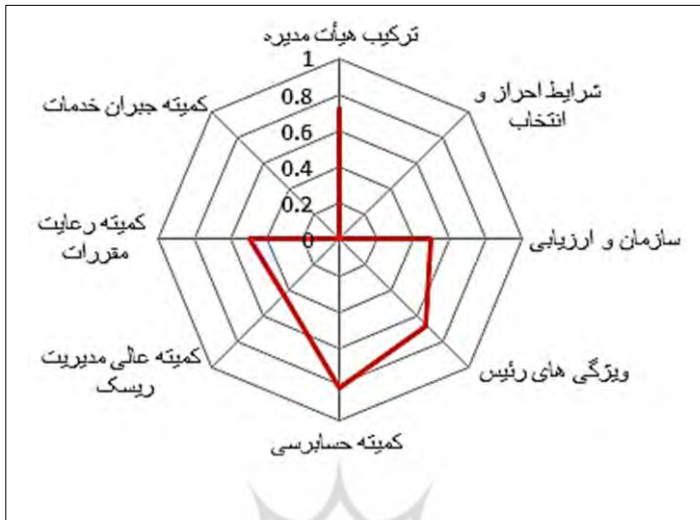 ترکیب هیأت مدیره
1
0.8
0.6
0.4
0.2
0
شرایط احراز و
انتخاب
سازمان و ارزیابی
ویژگی های رئیس
کمیته حسابرسی
کمیته عالی مدیریت
ریسک
کمیته رعایت
مقررات
کمیته جبران خدمات